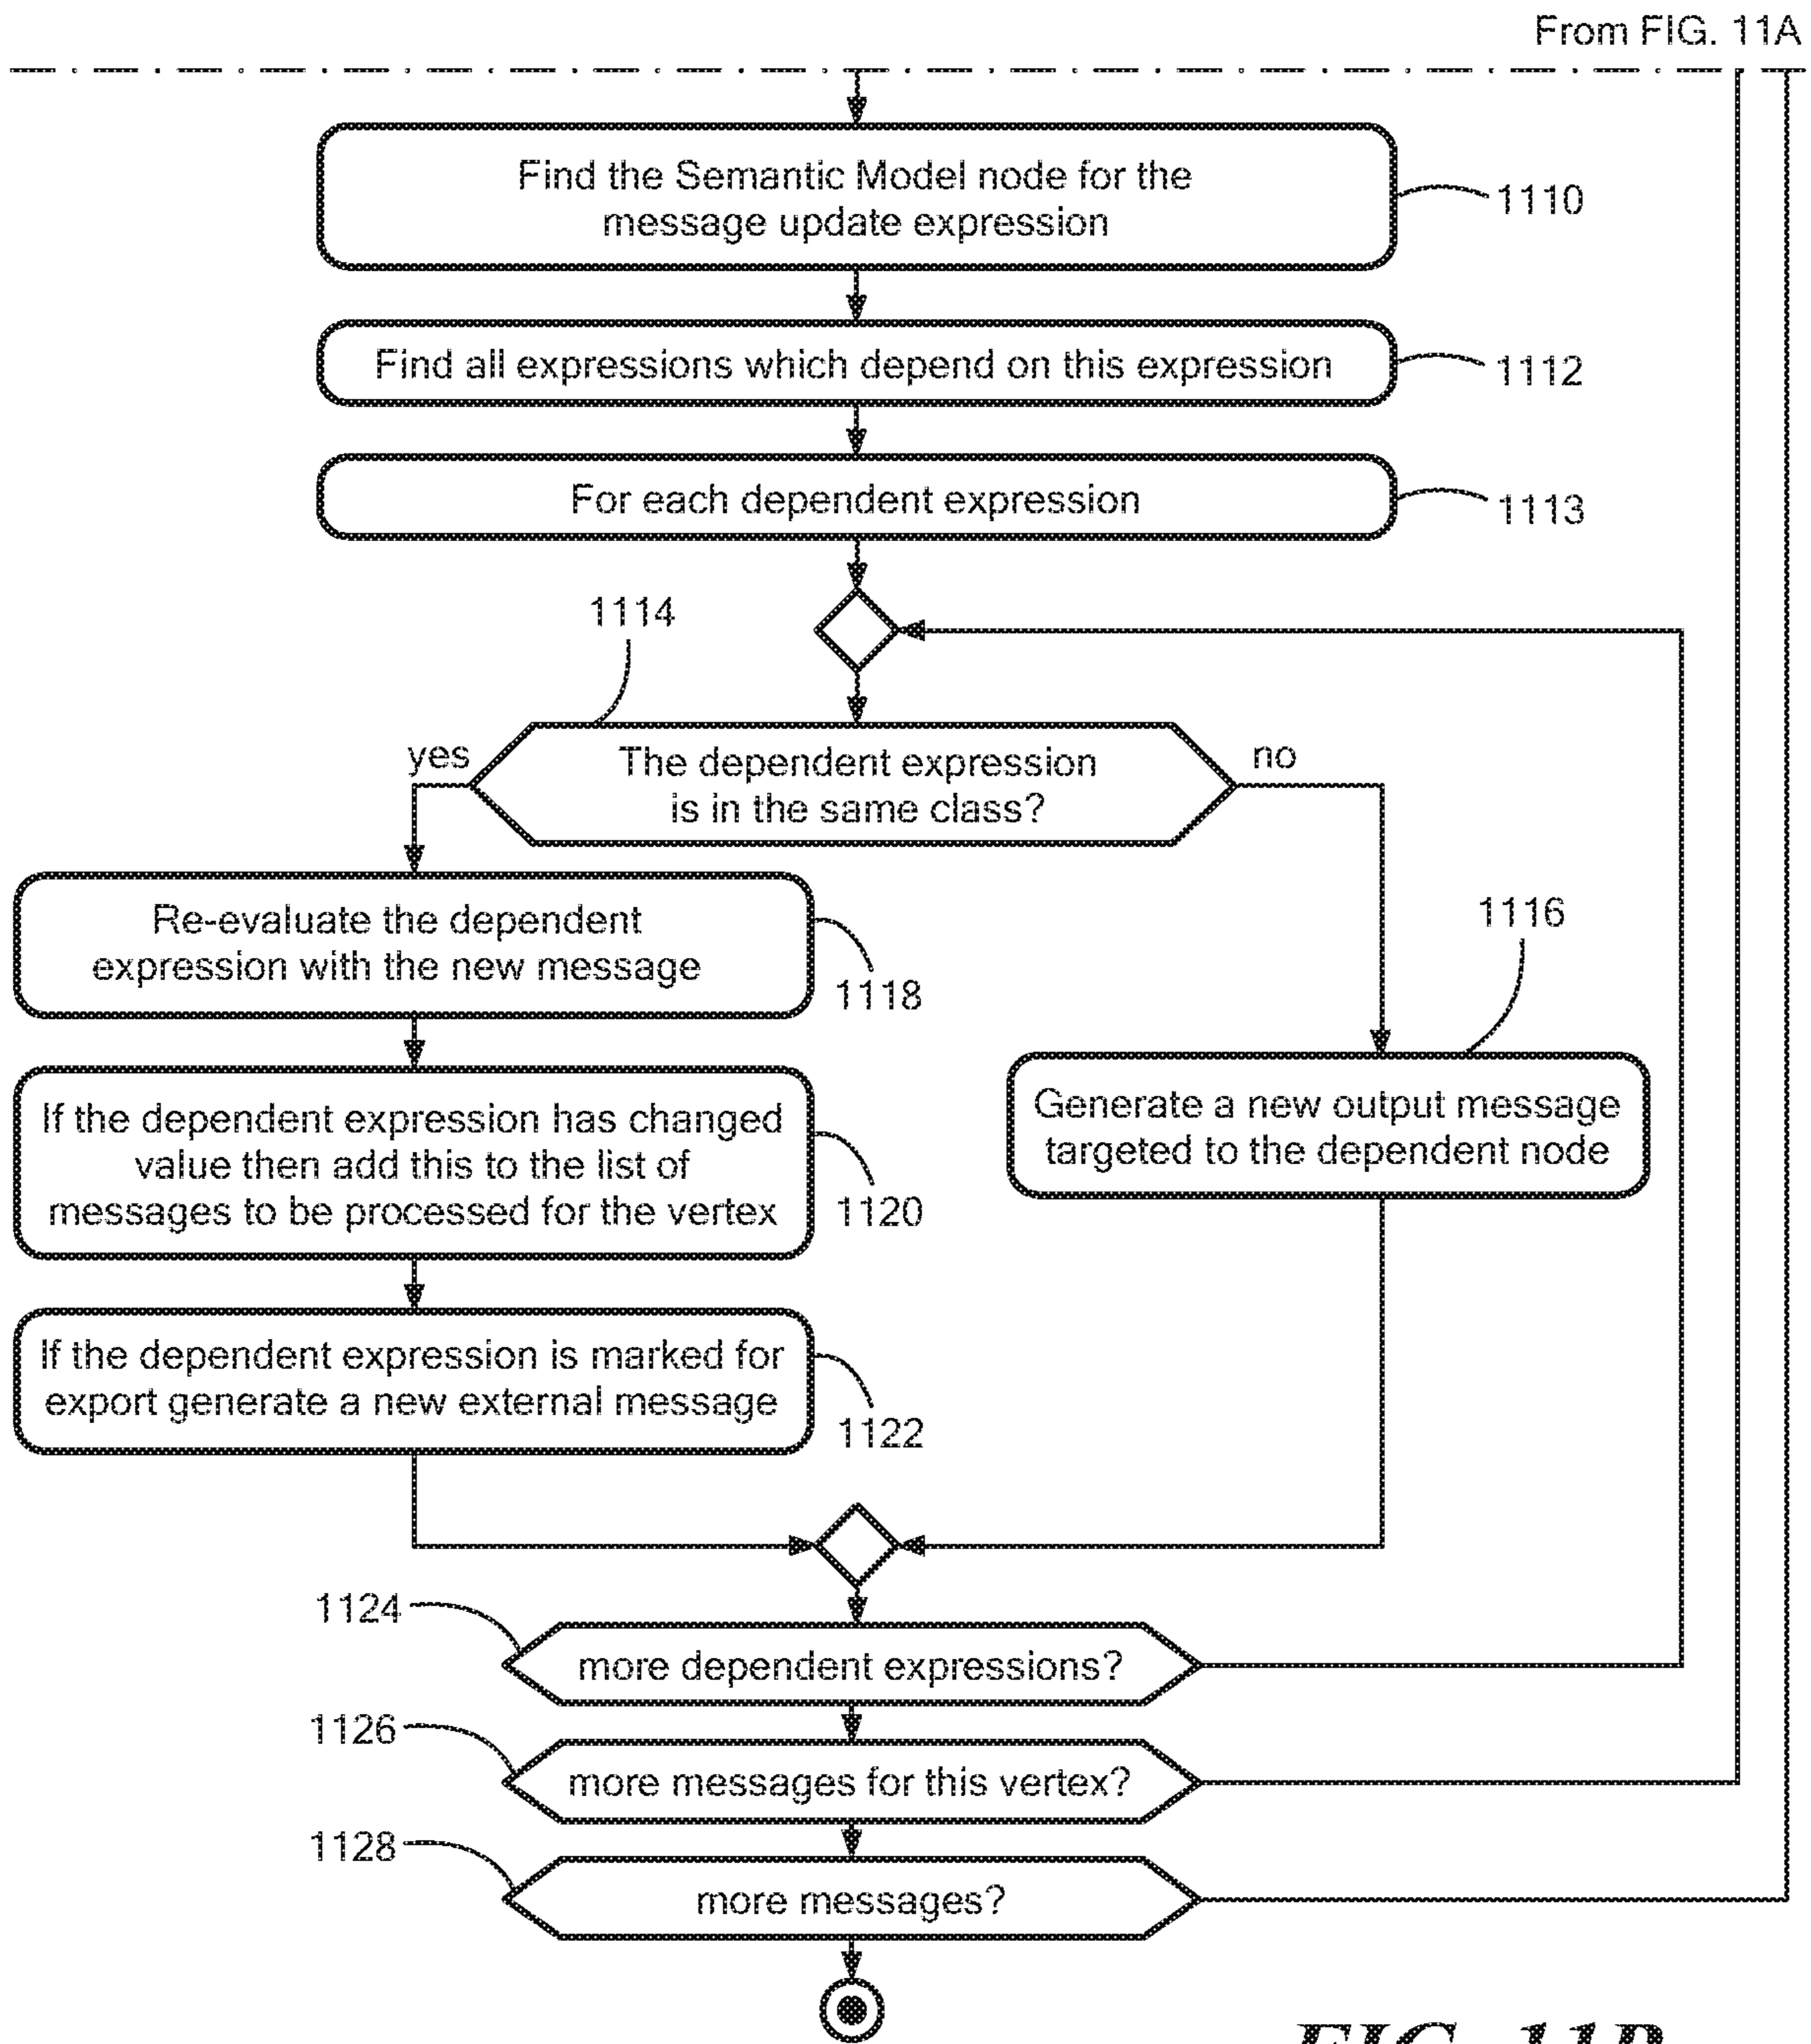 From FIG. 11A
Find the Semantic Model node for the
message update expression
1110
Find all expressions which depend on this expression
1112
For each dependent expression
1113
1114
yes
The dependent expression
is in the same class?
no
Re-evaluate the dependent
expression with the new message
1118
1116
Generate a new output message
targeted to the dependent node
If the dependent expression has changed
value then add this to the list of
messages to be processed for the vertex
1120
If the dependent expression is marked for
export generate a new external message
1122
1124
more dependent expressions?
1126
more messages for this vertex?
1128
more messages?
FIG. 11B